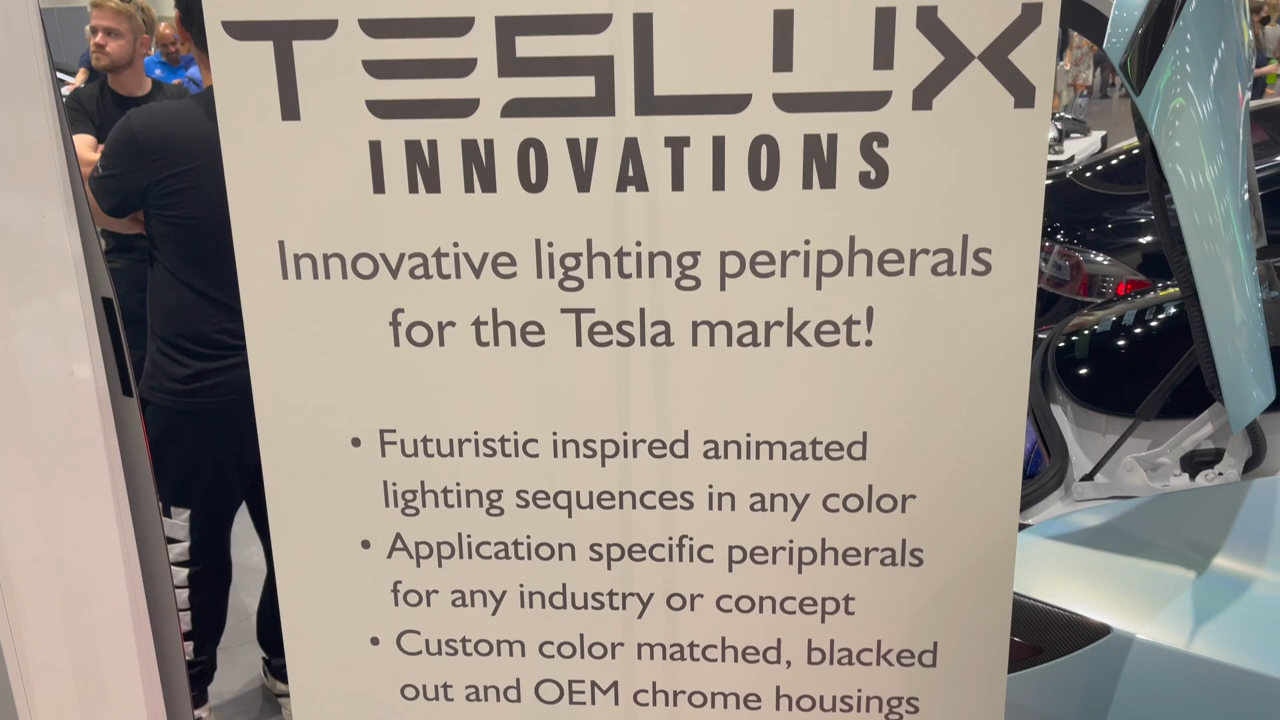 TESLUX
INNOVATIONS
Innovative lighting peripherals
for the Tesla market!
• Futuristic inspired animated
lighting sequences in any color
• Application specific peripherals
for any industry or concept
• Custom color matched, blacked
out and OEM chrome housings